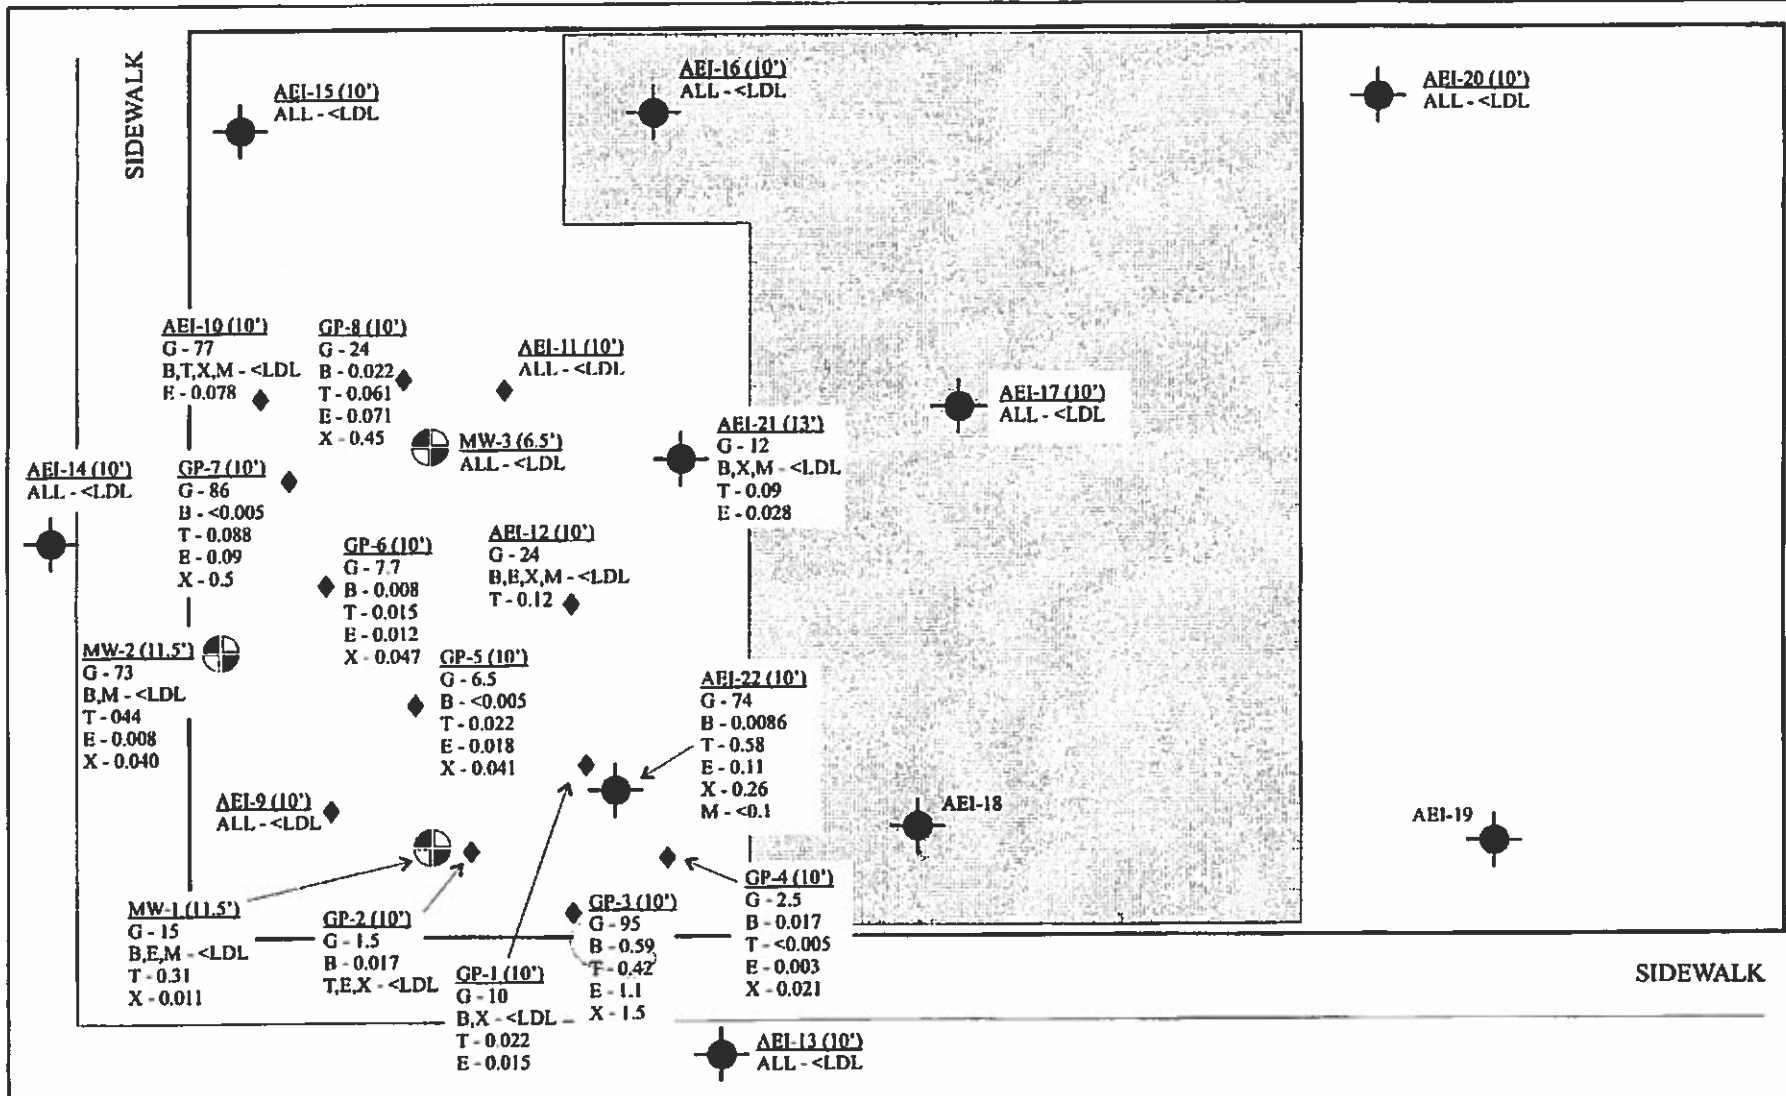 SIDEWALK
AEI-15 (10')
ALL - <LDL
AEI-16 (10')
ALL - <LDL
AEI-20 (10')
ALL - <LDL
AEI-10 (10')
G - 77
B,T,X,M - <LDL
E - 0.078
GP-8 (10')
G - 24
B - 0.022
T - 0.061
E - 0.071
X - 0.45
AEI-11 (10')
ALL - <LDL
MW-3 (6.5')
ALL - <LDL
AEI-21 (13')
G - 12
B,X,M - <LDL
T - 0.09
E - 0.028
AEI-17 (10')
ALL - <LDL
AEI-14 (10')
ALL - <LDL
GP-7 (10')
G - 86
B - <0.005
T - 0.088
E - 0.09
X - 0.5
GP-6 (10')
G - 7.7
B - 0.008
T - 0.015
E - 0.012
X - 0.047
AEI-12 (10')
G - 24
B,E,X,M - <LDL
T - 0.12
MW-2 (11.5')
G - 73
B,M - <LDL
T - 044
E - 0.008
X - 0.040
GP-5 (10')
G - 6.5
B - <0.005
T - 0.022
E - 0.018
X - 0.041
AEI-22 (10')
G - 74
B - 0.0086
T - 0.58
E - 0.11
X - 0.26
M - <0.1
AEI-9 (10')
ALL - <LDL
AEI-18
AEI-19
MW-1 (11.5')
G - 15
B,E,M - <LDL
T - 0.31
X - 0.011
GP-2 (10')
G - 1.5
B - 0.017
T,E,X - <LDL
GP-1 (10')
G - 10
B,X - <LDL
T - 0.022
E - 0.015
GP-3 (10')
G - 95
B - 0.59
T - 0.42
E - 1.1
X - 1.5
GP-4 (10')
G - 2.5
B - 0.017
T - <0.005
E - 0.003
X - 0.021
SIDEWALK
AEI-13 (10')
ALL - <LDL